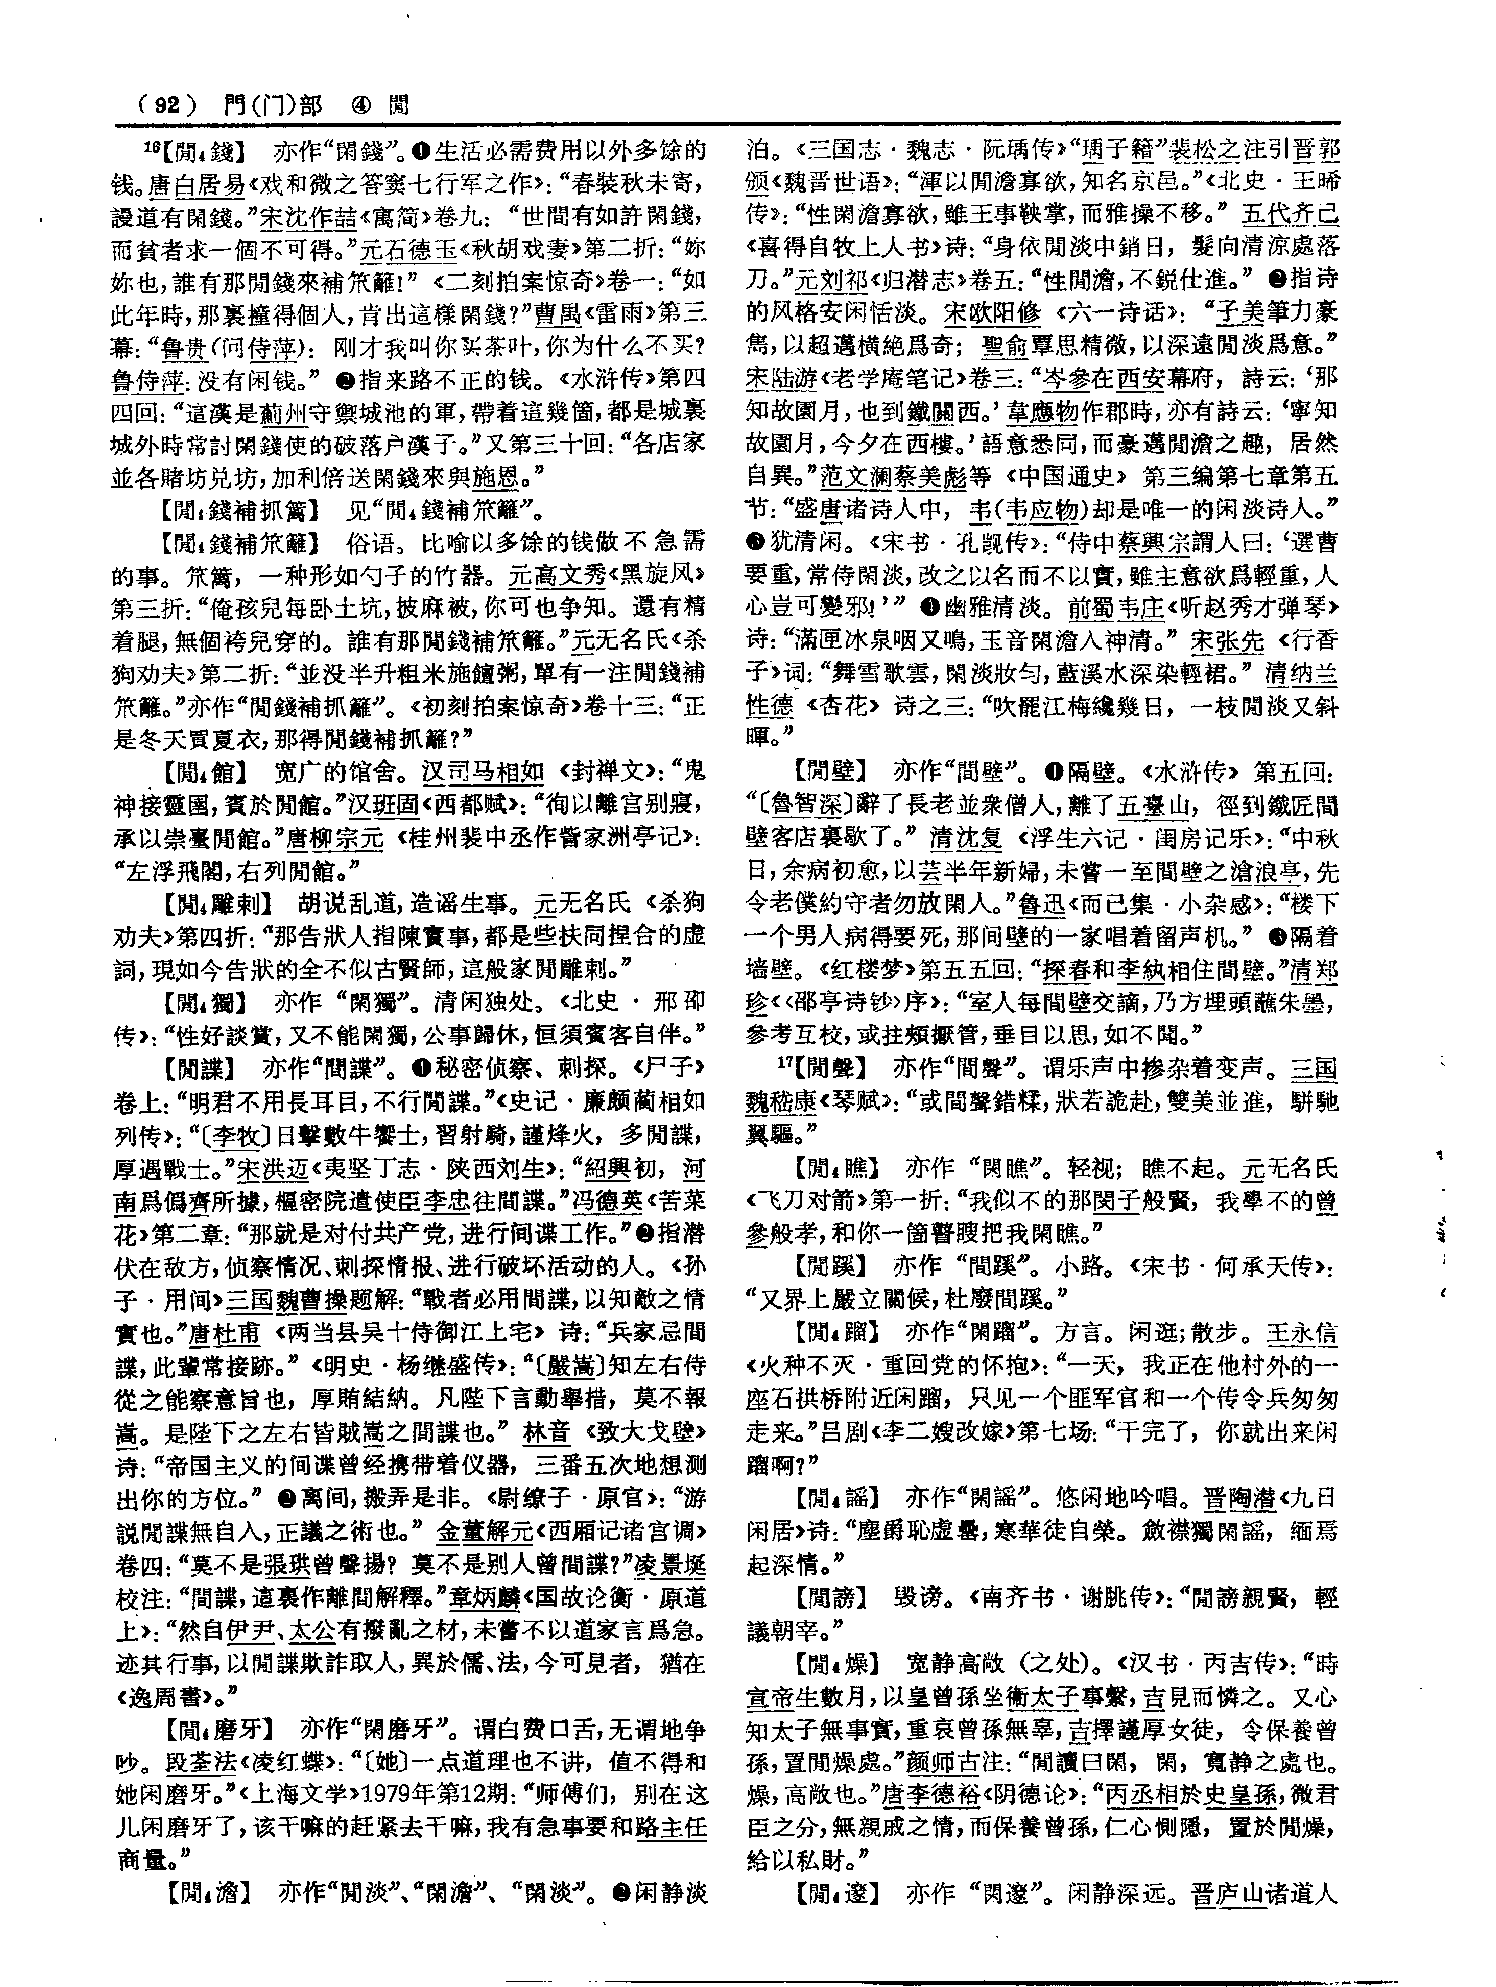 (92) 門(门)部 ④ 閒
16【閒4錢】 亦作“閑錢”。❶生活必需费用以外多馀的
钱。唐白居易《戏和微之答窦七行军之作》：“春裝秋未寄，
謾道有閑錢。”宋沈作喆《寓简》卷九：“世間有如許閑錢，
而貧者求一個不可得。”元石德玉《秋胡戏妻》第二折：“妳
妳也，誰有那閒錢來補笊籬！”《二刻拍案惊奇》卷一：“如
此年時，那裏撞得個人，肯出這樣閑錢？”曹禺《雷雨》第三
幕：“鲁贵(问侍萍)：刚才我叫你买茶叶，你为什么不买？
鲁侍萍：没有闲钱。”❷指来路不正的钱。《水浒传》第四
四回：“這漢是薊州守禦城池的軍，帶着這幾箇，都是城裏
城外時常討閑錢使的破落户漢子。”又第三十回：“各店家
並各賭坊兑坊，加利倍送閑錢來與施恩。”
【閒4錢補抓篱】 见“閒4錢補笊籬”。
【閒4錢補笊籬】 俗语。比喻以多馀的钱做不急需
的事。笊篱，一种形如勺子的竹器。元高文秀《黑旋风》
第三折：“俺孩兒每卧土坑，披麻被，你可也争知。還有精
着腿，無個袴兒穿的。誰有那閒錢補笊籬。”元无名氏《杀
狗劝夫》第二折：“並没半升粗米施饘粥，單有一注閒錢補
笊籬。”亦作“閒錢補抓籬”。《初刻拍案惊奇》卷十三：“正
是冬天買夏衣，那得閒錢補抓籬？”
【閒4館】 宽广的馆舍。汉司马相如《封禅文》：“鬼
神接靈圉，賓於閒館。”汉班固《西都赋》：“徇以離宫别寢，
承以崇臺閒館。”唐柳宗元《桂州裴中丞作訾家洲亭记》：
“左浮飛閣，右列閒館。”
【閒4雕剌】 胡说乱道，造谣生事。元无名氏《杀狗
劝夫》第四折：“那告狀人指陳實事，都是些扶同捏合的虚
詞，現如今告狀的全不似古賢師，這般家閒雕剌。”
【閒4獨】 亦作“閑獨”。清闲独处。《北史·邢卲
传》：“性好談賞，又不能閑獨，公事歸休，恒須賓客自伴。”
【閒諜】 亦作“間諜”。❶秘密侦察、刺探。《尸子》
卷上：“明君不用長耳目，不行閒諜。”《史记·廉颇蔺相如
列传》：“〔李牧〕日擊數牛饗士，習射騎，謹烽火，多閒諜，
厚遇戰士。”宋洪迈《夷坚丁志·陕西刘生》：“紹興初，河
南爲僞齊所據，樞密院遣使臣李忠往間諜。”冯德英《苦菜
花》第二章：“那就是对付共产党，进行间谍工作。”❷指潜
伏在敌方，侦察情况、刺探情报、进行破坏活动的人。《孙
子·用间》三国魏曹操题解：“戰者必用間諜，以知敵之情
實也。”唐杜甫《两当县吴十侍御江上宅》诗：“兵家忌間
諜，此輩常接跡。”《明史·杨继盛传》：“〔嚴嵩〕知左右侍
從之能察意旨也，厚賄結納。凡陛下言動舉措，莫不報
嵩。是陛下之左右皆賊嵩之間諜也。”林音《致大戈壁》
诗：“帝国主义的间谍曾经携带着仪器，三番五次地想测
出你的方位。”❸离间，搬弄是非。《尉缭子·原官》：“游
説閒諜無自入，正議之術也。”金董解元《西厢记诸宫调》
卷四：“莫不是張珙曾聲揚？莫不是别人曾間諜？”凌景埏
校注：“間諜，這裏作離間解釋。”章炳麟《国故论衡·原道
上》：“然自伊尹、太公有撥亂之材，未嘗不以道家言爲急。
迹其行事，以閒諜欺詐取人，異於儒、法，今可見者，猶在
《逸周書》。”
【閒4磨牙】 亦作“閑磨牙”。谓白费口舌，无谓地争
吵。段荃法《凌红蝶》：“〔她〕一点道理也不讲，值不得和
她闲磨牙。”《上海文学》1979年第12期：“师傅们，别在这
儿闲磨牙了，该干嘛的赶紧去干嘛，我有急事要和路主任
商量。”
【閒4澹】 亦作“閒淡”、“閑澹”、“閑淡”。❶闲静淡
泊。《三国志·魏志·阮瑀传》“瑀子籍”裴松之注引晋郭
颁《魏晋世语》：“渾以閒澹寡欲，知名京邑。”《北史·王晞
传》：“性閑澹寡欲，雖王事鞅掌，而雅操不移。”五代齐己
《喜得自牧上人书》诗：“身依閒淡中銷日，髮向清涼處落
刀。”元刘祁《归潜志》卷五：“性閒澹，不鋭仕進。”❷指诗
的风格安闲恬淡。宋欧阳修《六一诗话》：“子美筆力豪
雋，以超邁横絶爲奇；聖俞覃思精微，以深遠閒淡爲意。”
宋陆游《老学庵笔记》卷三：“岑參在西安幕府，詩云：‘那
知故園月，也到鐵關西。’韋應物作郡時，亦有詩云：‘寧知
故園月，今夕在西樓。’語意悉同，而豪邁閒澹之趣，居然
自異。”范文澜蔡美彪等《中国通史》第三编第七章第五
节：“盛唐诸诗人中，韦(韦应物)却是唯一的闲淡诗人。”
❸犹清闲。《宋书·孔觊传》：“侍中蔡興宗謂人曰：‘選曹
要重，常侍閑淡，改之以名而不以實，雖主意欲爲輕重，人
心豈可變邪！’”❹幽雅清淡。前蜀韦庄《听赵秀才弹琴》
诗：“滿匣冰泉咽又鳴，玉音閑澹入神清。”宋张先《行香
子》词：“舞雪歌雲，閑淡妝匀，藍溪水深染輕裙。”清纳兰
性德《杏花》诗之三：“吹罷江梅纔幾日，一枝閒淡又斜
暉。”
【閒壁】 亦作“間壁”。❶隔壁。《水浒传》第五回：
“〔魯智深〕辭了長老並衆僧人，離了五臺山，徑到鐵匠間
壁客店裏歇了。”清沈复《浮生六记·闺房记乐》：“中秋
日，余病初愈，以芸半年新婦，未嘗一至間壁之滄浪亭，先
令老僕約守者勿放閑人。”鲁迅《而已集·小杂感》：“楼下
一个男人病得要死，那间壁的一家唱着留声机。”❷隔着
墙壁。《红楼梦》第五五回：“探春和李紈相住間壁。”清郑
珍《〈郘亭诗钞〉序》：“室人每間壁交謫，乃方埋頭蘸朱墨，
參考互校，或拄頰擫管，垂目以思，如不聞。”
17【閒聲】 亦作“間聲”。谓乐声中掺杂着变声。三国
魏嵇康《琴赋》：“或間聲錯糅，狀若詭赴，雙美並進，駢馳
翼驅。”
【閒4瞧】 亦作“閑瞧”。轻视；瞧不起。元无名氏
《飞刀对箭》第一折：“我似不的那閔子般賢，我學不的曾
參般孝，和你一箇瞽瞍把我閑瞧。”
【閒蹊】 亦作“間蹊”。小路。《宋书·何承天传》：
“又界上嚴立關候，杜廢間蹊。”
【閒4蹓】 亦作“閑蹓”。方言。闲逛；散步。王永信
《火种不灭·重回党的怀抱》：“一天，我正在他村外的一
座石拱桥附近闲蹓，只见一个匪军官和一个传令兵匆匆
走来。”吕剧《李二嫂改嫁》第七场：“干完了，你就出来闲
蹓啊？”
【閒4謡】 亦作“閑謡”。悠闲地吟唱。晋陶潜《九日
闲居》诗：“塵爵恥虚罍，寒華徒自榮。斂襟獨閑謡，缅焉
起深情。”
【閒謗】 毁谤。《南齐书·谢朓传》：“閒謗親賢，輕
議朝宰。”
【閒4燥】 宽静高敞（之处）。《汉书·丙吉传》：“時
宣帝生數月，以皇曾孫坐衛太子事繫，吉見而憐之。又心
知太子無事實，重哀曾孫無辜，吉擇謹厚女徒，令保養曾
孫，置閒燥處。”颜师古注：“閒讀曰閑，閑，寬静之處也。
燥，高敞也。”唐李德裕《阴德论》：“丙丞相於史皇孫，微君
臣之分，無親戚之情，而保養曾孫，仁心惻隱，置於閒燥，
給以私財。”
【閒4邃】 亦作“閑邃”。闲静深远。晋庐山诸道人